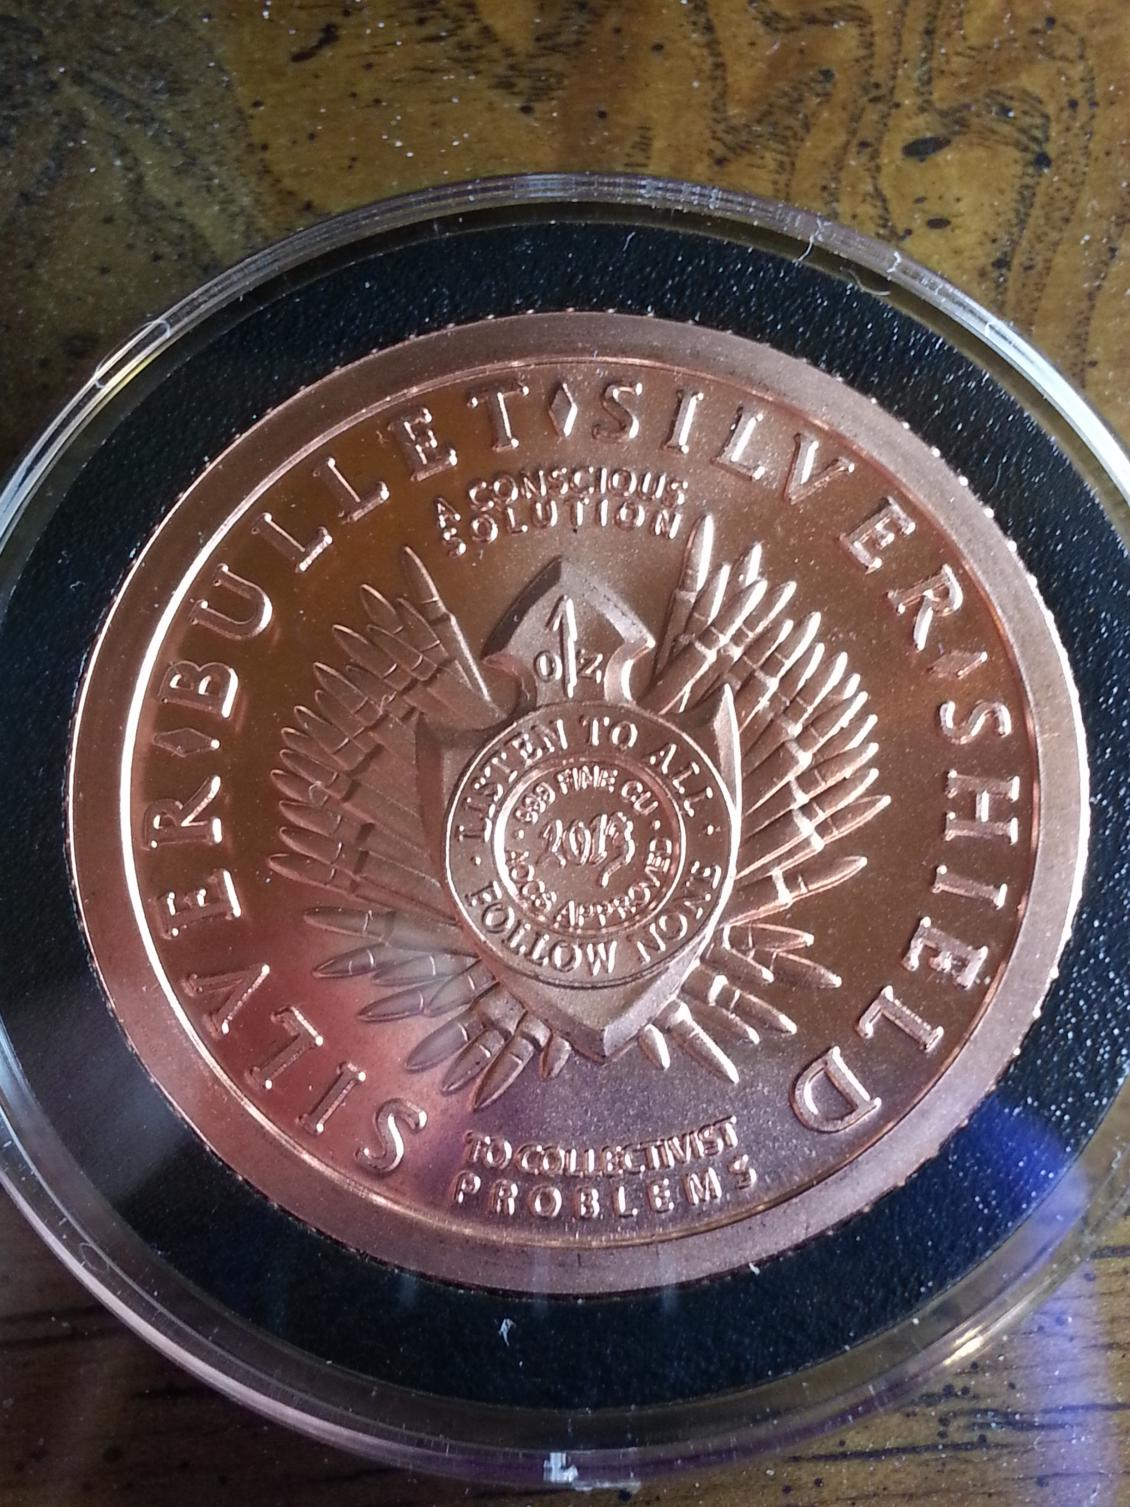 SILVER◊BULLET◊SILVER◊SHIELD
A CONSCIOUS
SOLUTION
1
OZ
LISTEN TO ALL
· FOLLOW NONE ·
999 FINE CU
2013
· ROCS APPROVED ·
TO COLLECTIVIST
PROBLEMS